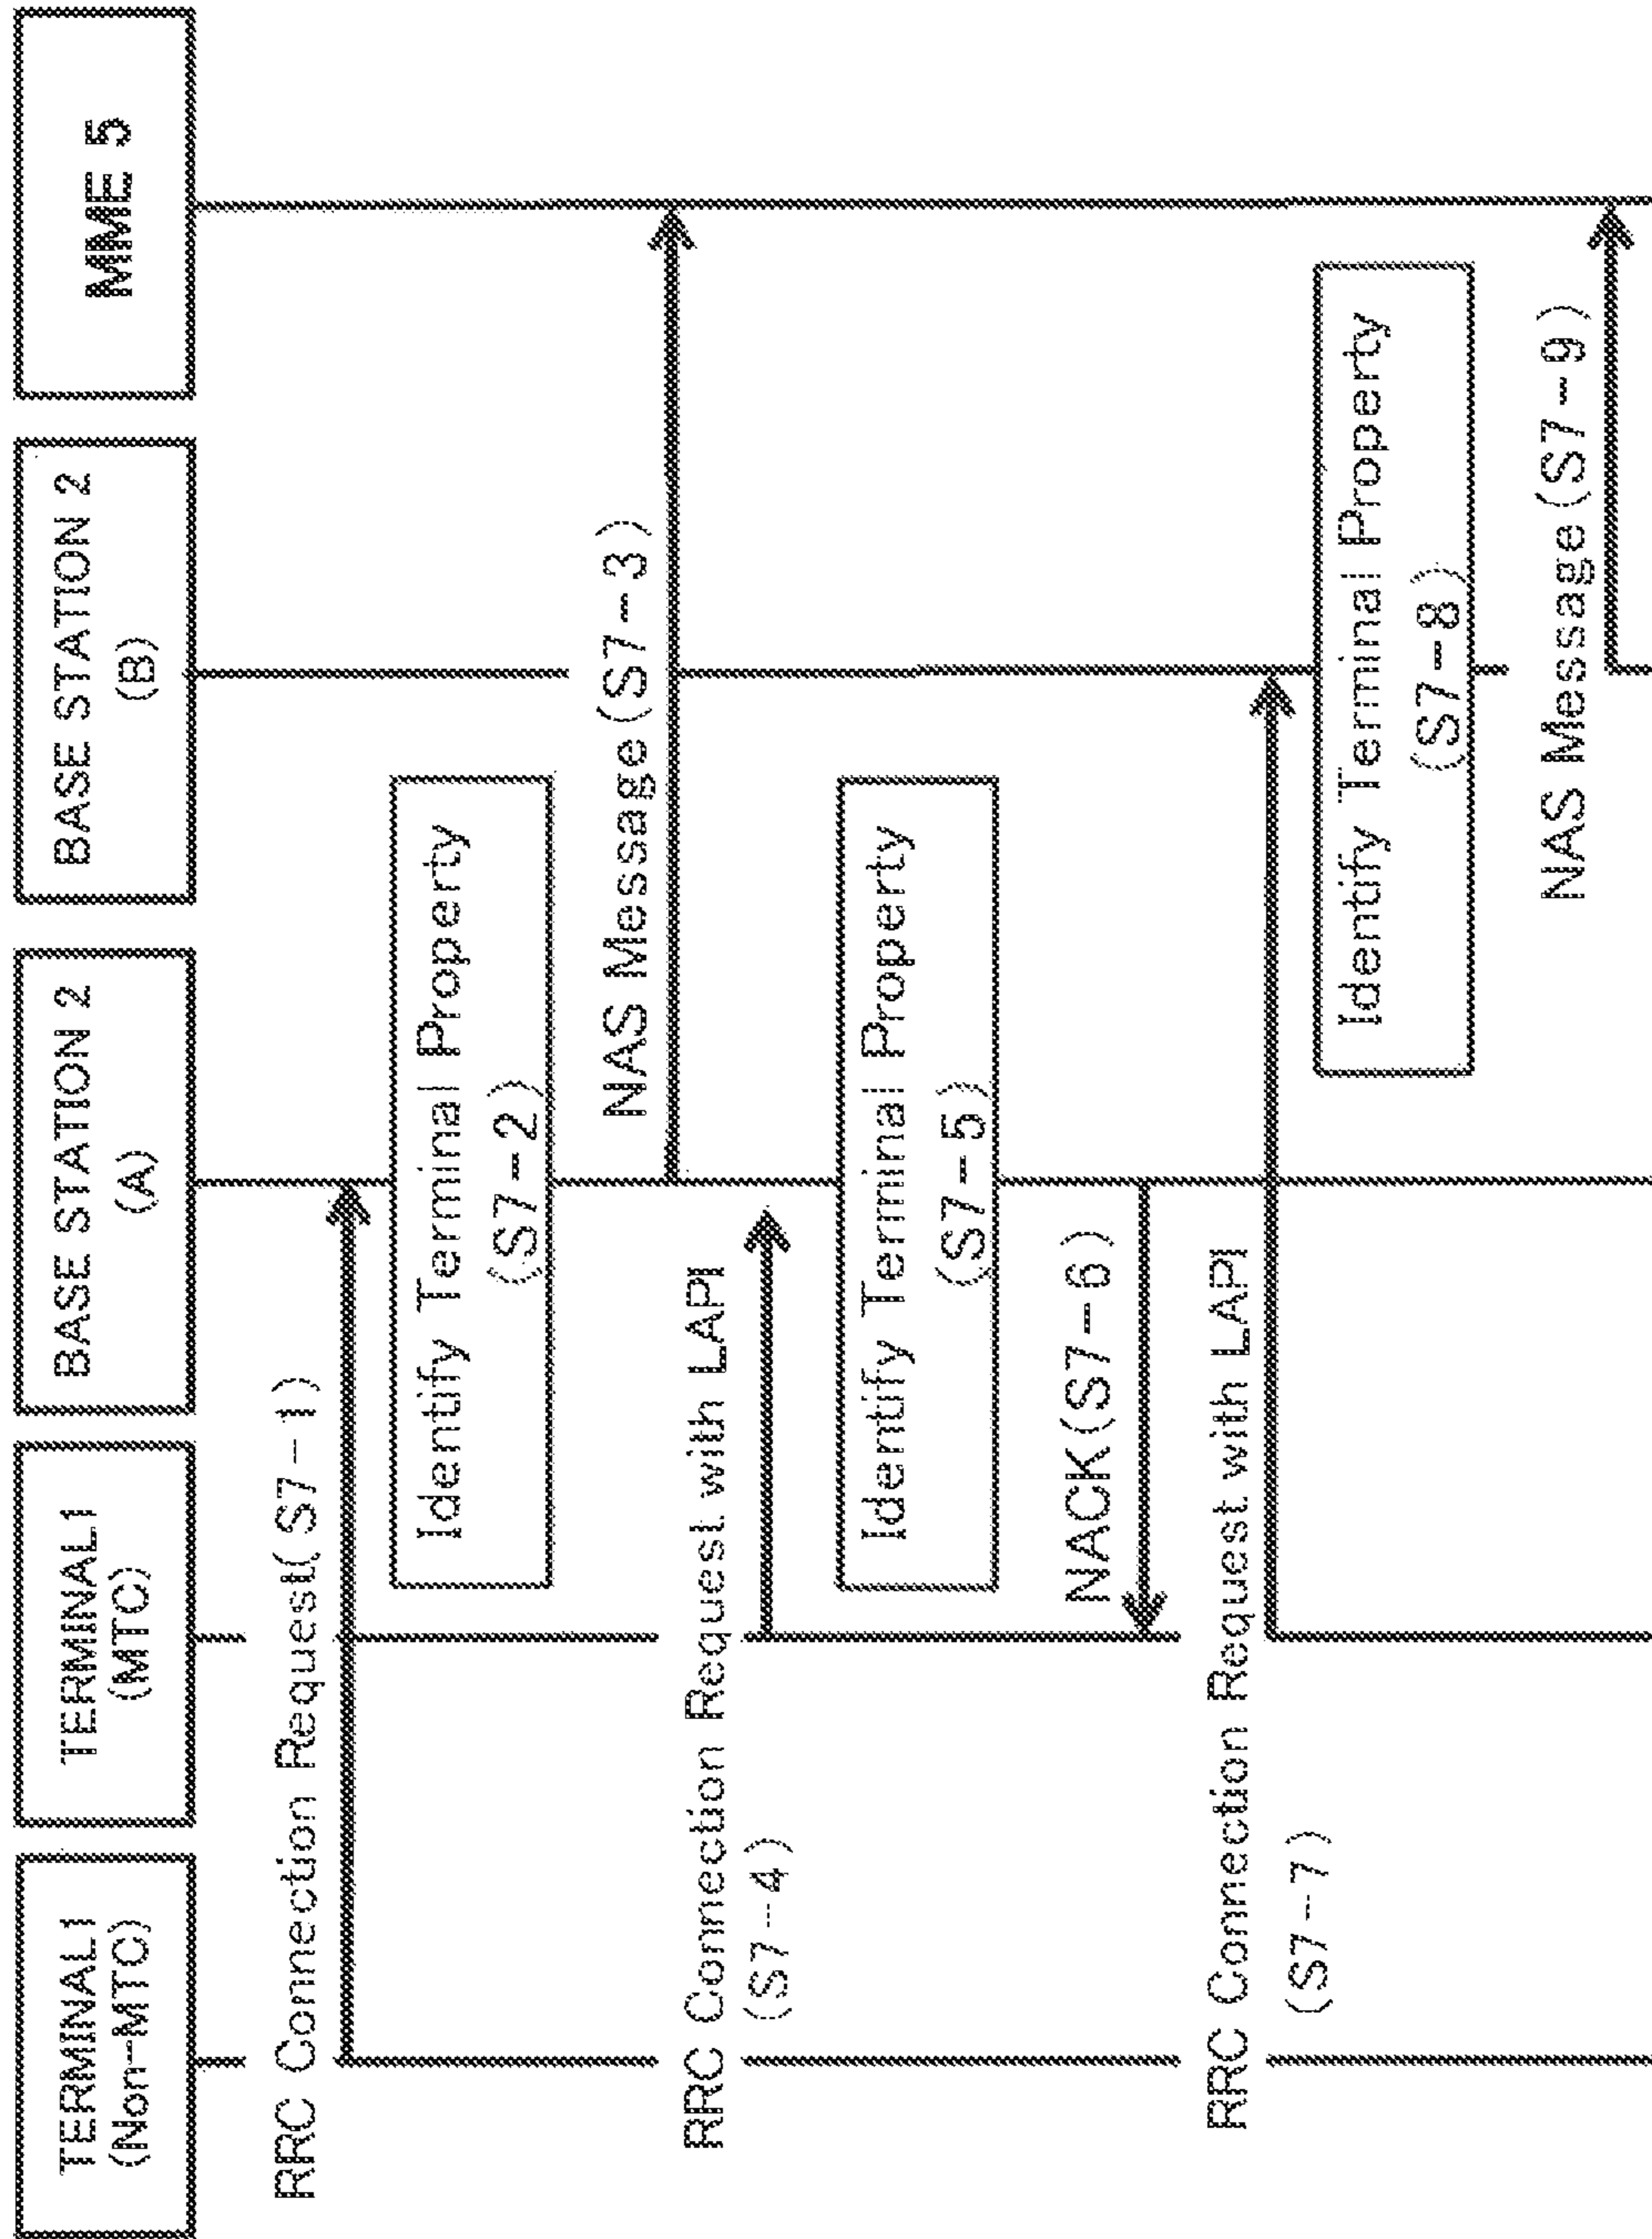 TERMINAL1
(Non-MTC)
TERMINAL1
(MTC)
BASE STATION 2
(A)
BASE STATION 2
(B)
MME 5
RRC Connection Request(S7-1)
Identify Terminal Property
(S7-2)
NAS Message(S7-3)
RRC Connection Request with LAPI
(S7-4)
Identify Terminal Property
(S7-5)
NACK(S7-6)
RRC Connection Request with LAPI
(S7-7)
Identify Terminal Property
(S7-8)
NAS Message(S7-9)